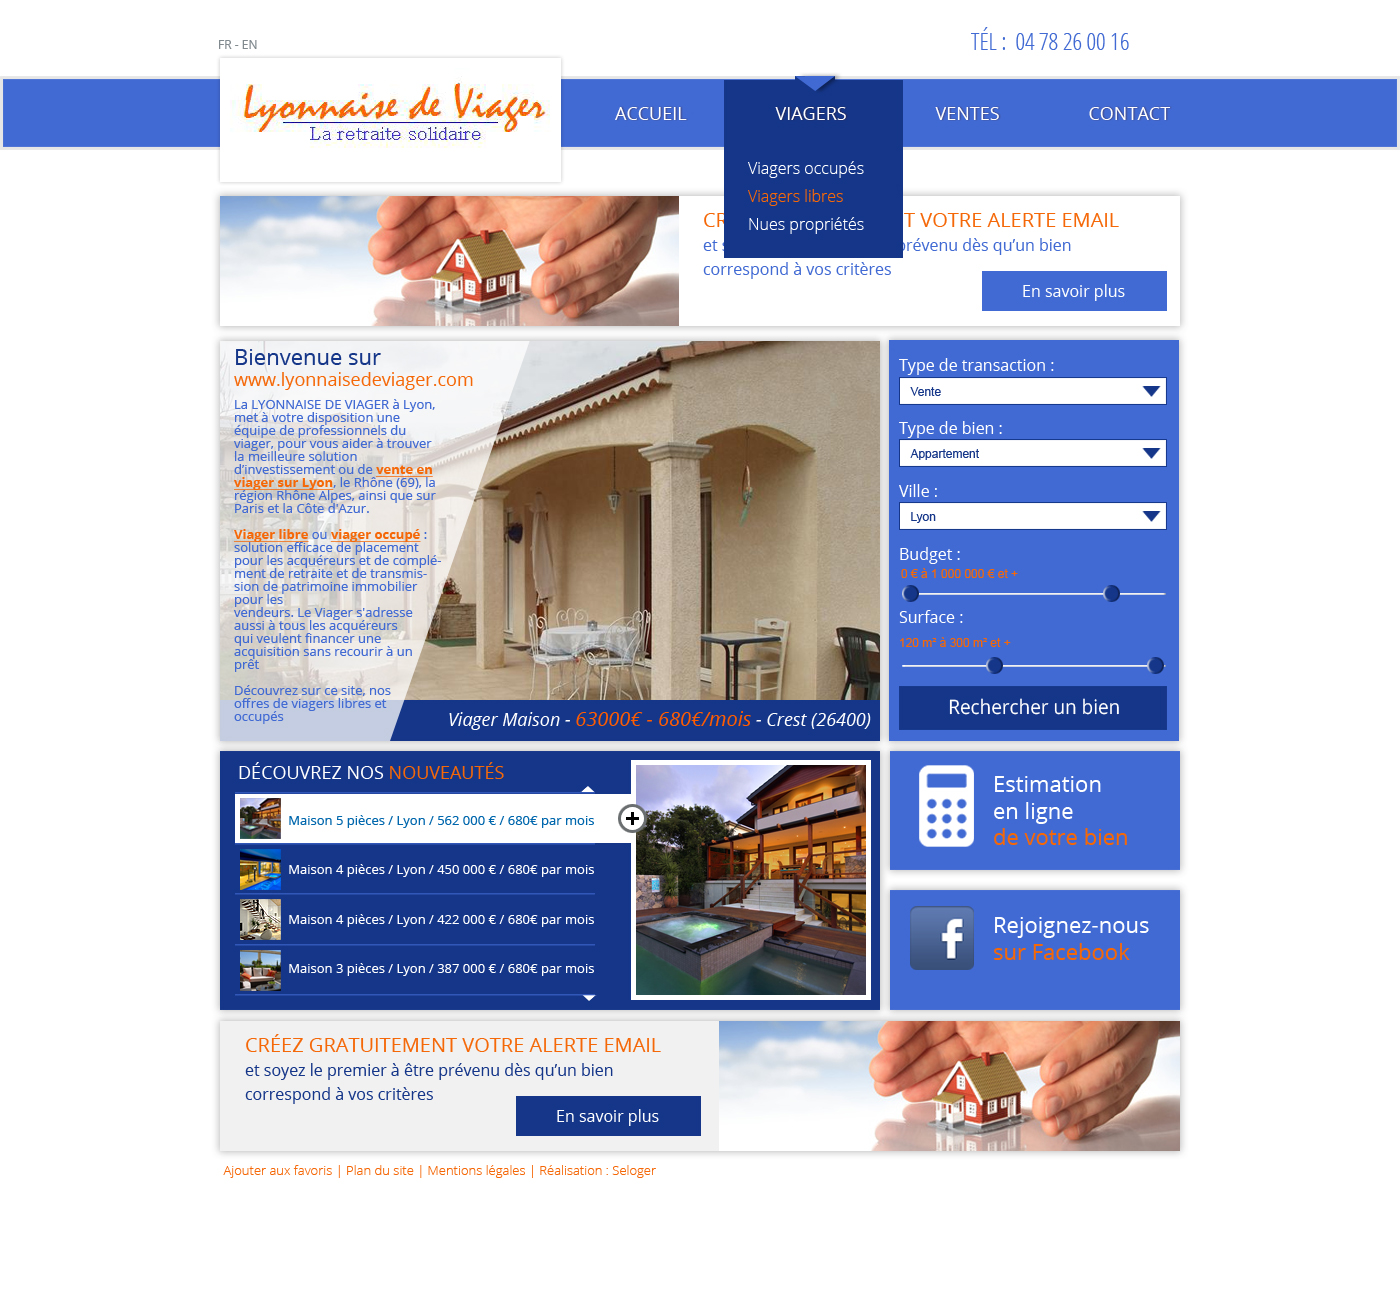 FR - EN
TÉL : 04 78 26 00 16
Lyonnaise de Viager
La retraite solidaire
ACCUEIL
VIAGERS
VENTES
CONTACT
Viagers occupés
Viagers libres
Nues propriétés
T VOTRE ALERTE EMAIL
et
prévenu dès qu’un bien
correspond à vos critères
En savoir plus
Bienvenue sur
www.lyonnaisedeviager.com
La LYONNAISE DE VIAGER à Lyon,
met à votre disposition une
équipe de professionnels du
viager, pour vous aider à trouver
la meilleure solution
d’investissement ou de vente en
viager sur Lyon, le Rhône (69), la
région Rhône Alpes, ainsi que sur
Paris et la Côte d'Azur.
Viager libre ou viager occupé :
solution efficace de placement
pour les acquéreurs et de complé-
ment de retraite et de transmis-
sion de patrimoine immobilier
pour les
vendeurs. Le Viager s'adresse
aussi à tous les acquéreurs
qui veulent financer une
acquisition sans recourir à un
prêt
Découvrez sur ce site, nos
offres de viagers libres et
occupés
Viager Maison - 63000€ - 680€/mois - Crest (26400)
Type de transaction :
Vente
Type de bien :
Appartement
Ville :
Lyon
Budget :
0 € à 1 000 000 € et +
Surface :
120 m² à 300 m² et +
Rechercher un bien
DÉCOUVREZ NOS NOUVEAUTÉS
Maison 5 pièces / Lyon / 562 000 € / 680€ par mois
Maison 4 pièces / Lyon / 450 000 € / 680€ par mois
Maison 4 pièces / Lyon / 422 000 € / 680€ par mois
Maison 3 pièces / Lyon / 387 000 € / 680€ par mois
Estimation
en ligne
de votre bien
Rejoignez-nous
sur Facebook
CRÉEZ GRATUITEMENT VOTRE ALERTE EMAIL
et soyez le premier à être prévenu dès qu’un bien
correspond à vos critères
En savoir plus
Ajouter aux favoris | Plan du site | Mentions légales | Réalisation : Seloger